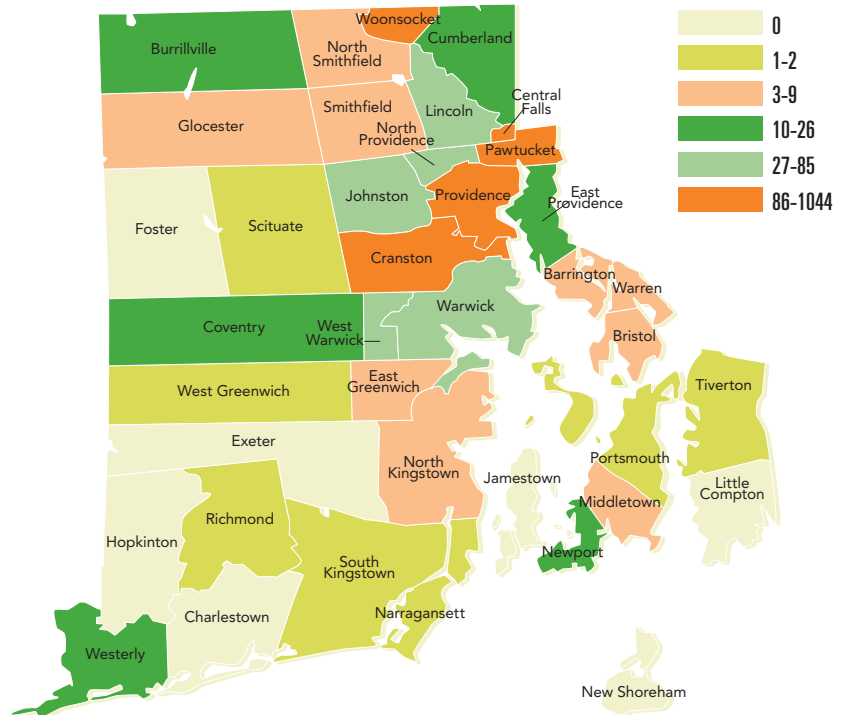 Woonsocket
Burrillville
North
Smithfield
Cumberland
Central
Falls
Smithfield
Lincoln
Glocester
North
Providence
Pawtucket
East
Providence
Johnston
Providence
Foster
Scituate
Cranston
Barrington
Warren
Coventry
West
Warwick
Warwick
Bristol
West Greenwich
East
Greenwich
Tiverton
Exeter
North
Kingstown
Jamestown
Portsmouth
Little
Compton
Middletown
Richmond
Hopkinton
South
Kingstown
Newport
Charlestown
Narragansett
Westerly
New Shoreham
0
1-2
3-9
10-26
27-85
86-1044